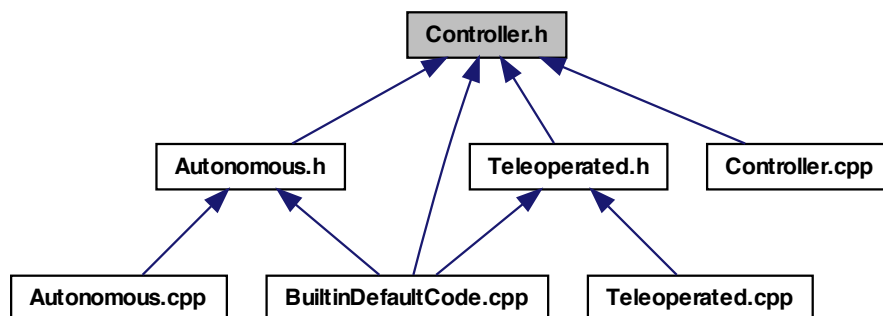 Controller.h
Autonomous.h
Teleoperated.h
Controller.cpp
Autonomous.cpp
BuiltinDefaultCode.cpp
Teleoperated.cpp